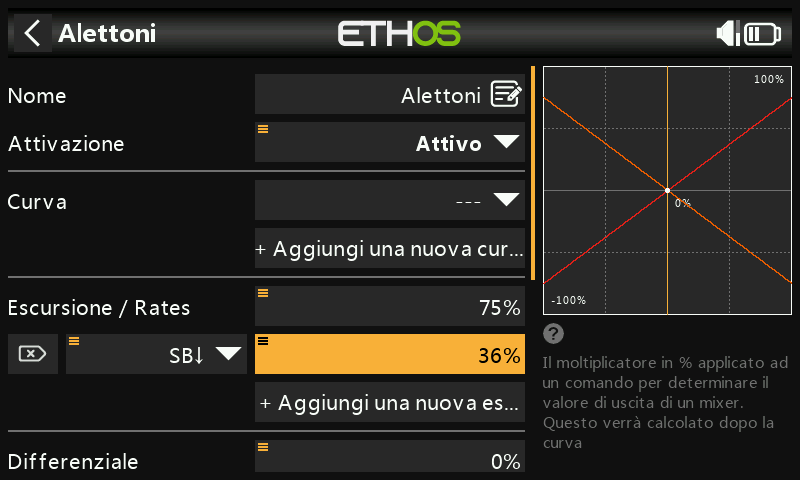 Alettoni
ETHOS
Nome
Alettoni
Attivazione
Attivo
Curva
---
+ Aggiungi una nuova cur...
Escursione / Rates
75%
SB↓
36%
+ Aggiungi una nuova es...
Differenziale
0%
100%
0%
-100%
?
Il moltiplicatore in % applicato ad
un comando per determinare il
valore di uscita di un mixer.
Questo verrà calcolato dopo la
curva